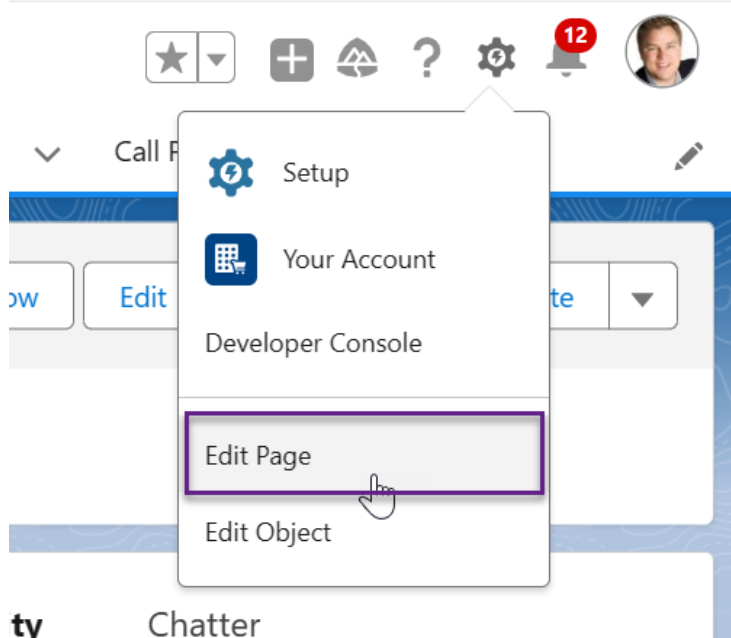 12
Call
Setup
Your Account
Edit
Developer Console
Edit Page
Edit Object
Chatter